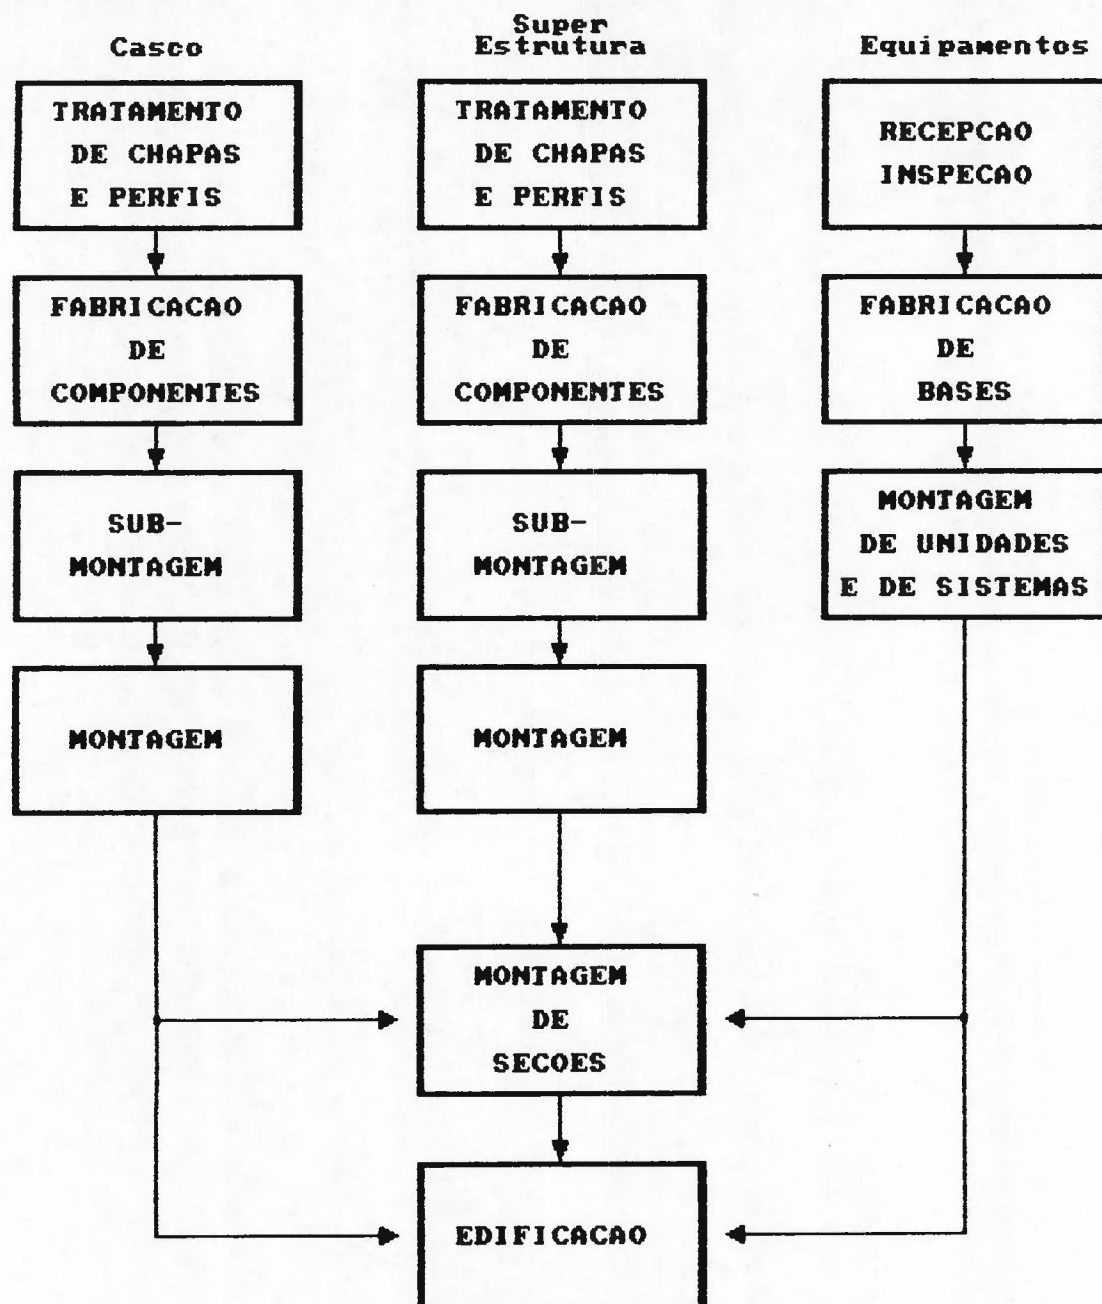 Casco
TRATAMENTO
DE CHAPAS
E PERFIS
FABRICACAO
DE
COMPONENTES
SUB-
MONTAGEM
MONTAGEM
Super
Estrutura
TRATAMENTO
DE CHAPAS
E PERFIS
FABRICACAO
DE
COMPONENTES
SUB-
MONTAGEM
MONTAGEM
MONTAGEM
DE
SECOES
EDIFICACAO
Equipamentos
RECEPCAO
INSPECAO
FABRICACAO
DE
BASES
MONTAGEM
DE UNIDADES
E DE SISTEMAS